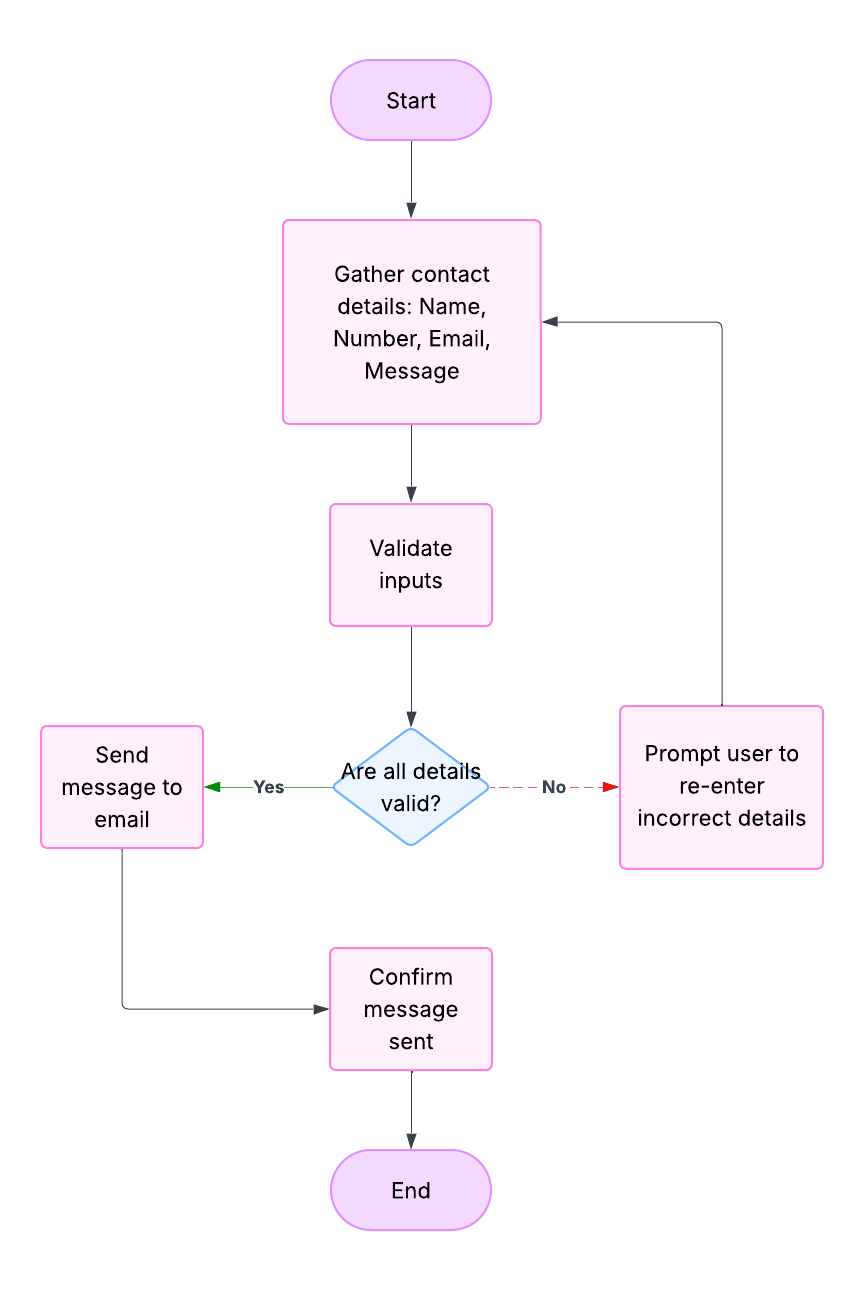 Start
Gather contact
details: Name,
Number, Email,
Message
Validate
inputs
Are all details
valid?
Yes
No
Send
message to
email
Prompt user to
re-enter
incorrect details
Confirm
message
sent
End